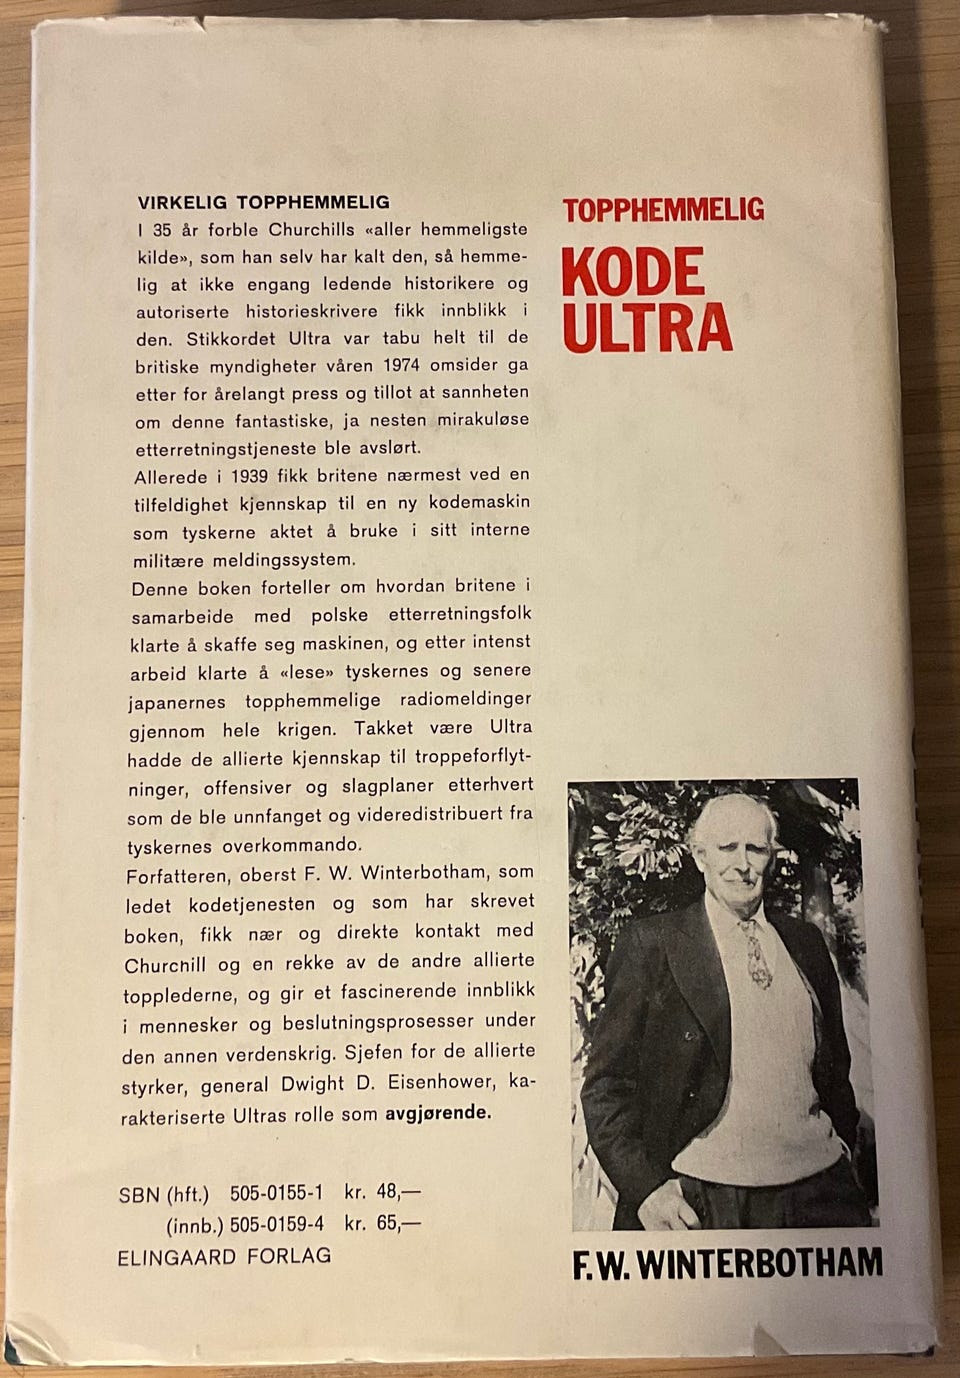 VIRKELIG TOPPHEMMELIG
I 35 år forble Churchills «aller hemmeligste
kilde», som han selv har kalt den, så hemme-
lig at ikke engang ledende historikere og
autoriserte historieskrivere fikk innblikk i
den. Stikkordet Ultra var tabu helt til de
britiske myndigheter våren 1974 omsider ga
etter for årelangt press og tillot at sannheten
om denne fantastiske, ja nesten mirakuløse
etterretningstjeneste ble avslørt.
Allerede i 1939 fikk britene nærmest ved en
tilfeldighet kjennskap til en ny kodemaskin
som tyskerne aktet å bruke i sitt interne
militære meldingssystem.
Denne boken forteller om hvordan britene i
samarbeide med polske etterretningsfolk
klarte å skaffe seg maskinen, og etter intenst
arbeid klarte å «lese» tyskernes og senere
japanernes topphemmelige radiomeldinger
gjennom hele krigen. Takket være Ultra
hadde de allierte kjennskap til troppeforflyt-
ninger, offensiver og slagplaner etterhvert
som de ble unnfanget og videredistribuert fra
tyskernes overkommando.
Forfatteren, oberst F. W. Winterbotham, som
ledet kodetjenesten og som har skrevet
boken, fikk nær og direkte kontakt med
Churchill og en rekke av de andre allierte
topplederne, og gir et fascinerende innblikk
i mennesker og beslutningsprosesser under
den annen verdenskrig. Sjefen for de allierte
styrker, general Dwight D. Eisenhower, ka-
rakteriserte Ultras rolle som avgjørende.
SBN (hft.) 505-0155-1 kr. 48,—
(innb.) 505-0159-4 kr. 65,—
ELINGAARD FORLAG
TOPPHEMMELIG
KODE
ULTRA
F. W. WINTERBOTHAM